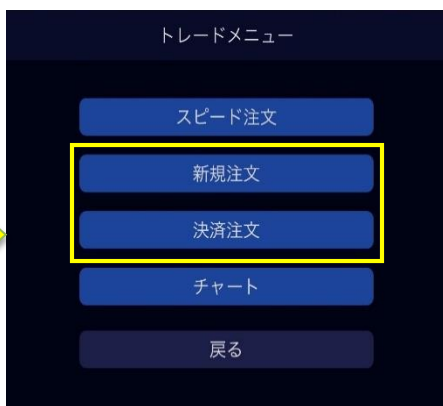 トレードメニュー
スピード注文
新規注文
決済注文
チャート
戻る